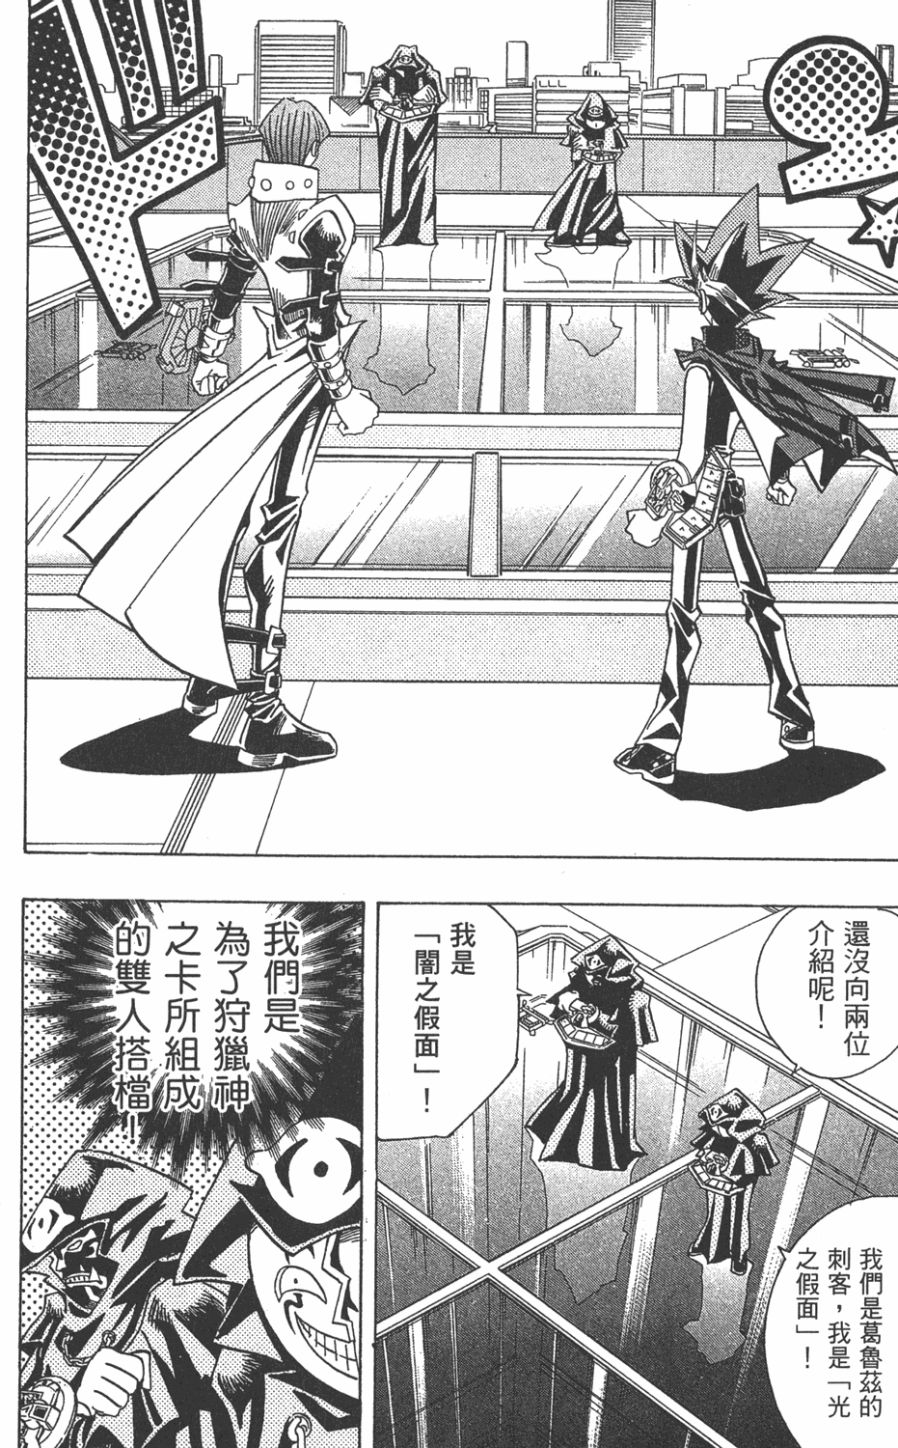 ド
還沒向兩位
介紹呢！
我們是葛魯茲的
刺客，我是「光
之假面」！
我是
「闇之假面」！
我們是
為了狩獵神
之卡所組成
的雙人搭檔！